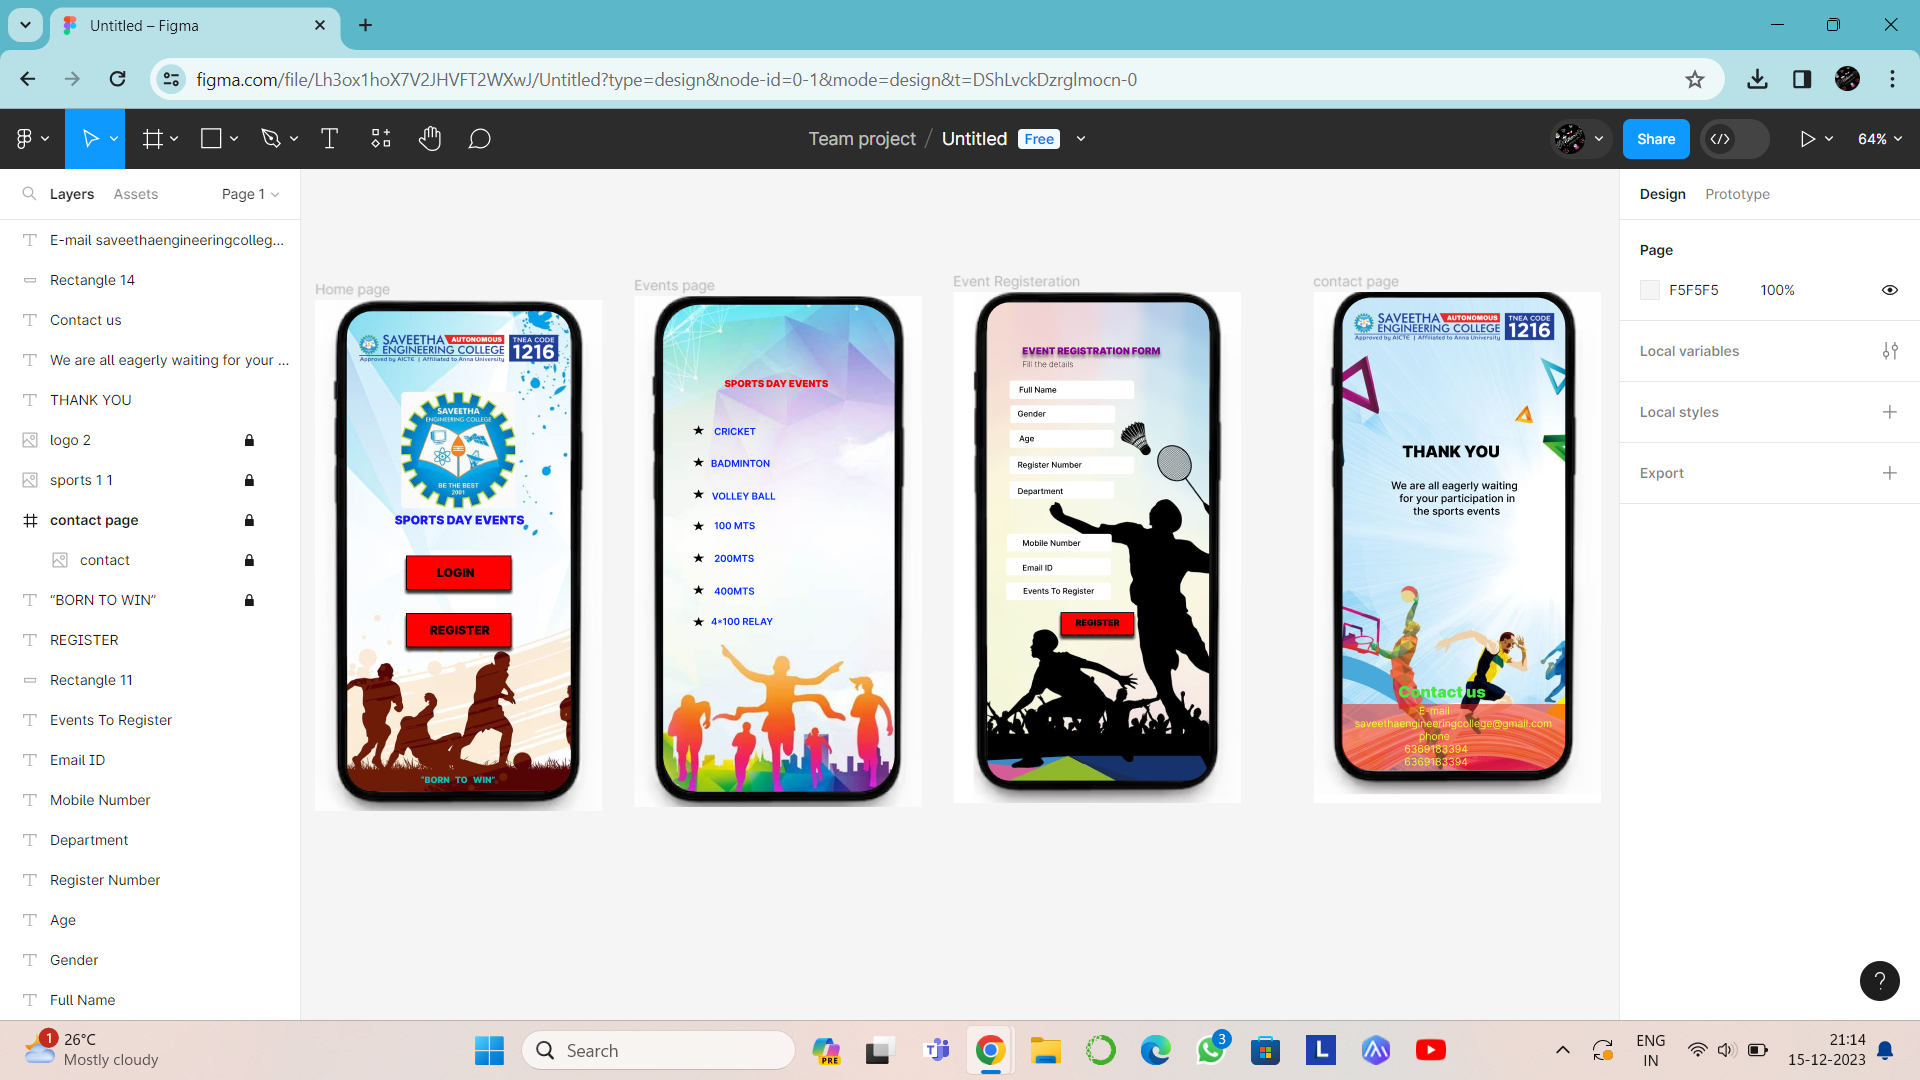 Untitled – Figma
figma.com/file/Lh3ox1hoX7V2JHVFT2WXwJ/Untitled?type=design&node-id=0-1&mode=design&t=DShLvckDzrglmocn-0
Team project / Untitled Free
Share
64%
Layers Assets Page 1
E-mail saveethaengineeringcolleg...
Rectangle 14
Contact us
We are all eagerly waiting for your ...
THANK YOU
logo 2
sports 1 1
contact page
contact
“BORN TO WIN”
REGISTER
Rectangle 11
Events To Register
Email ID
Mobile Number
Department
Register Number
Age
Gender
Full Name
Home page
SAVEETHA AUTONOMOUS
ENGINEERING COLLEGE
Approved by AICTE | Affiliated to Anna University
TNEA CODE
1216
SAVEETHA
ENGINEERING COLLEGE
BE THE BEST
2001
SPORTS DAY EVENTS
LOGIN
REGISTER
"BORN TO WIN"
Events page
SPORTS DAY EVENTS
★ CRICKET
★ BADMINTON
★ VOLLEY BALL
★ 100 MTS
★ 200MTS
★ 400MTS
★ 4*100 RELAY
Event Registeration
EVENT REGISTRATION FORM
Fill the details
Full Name
Gender
Age
Register Number
Department
Mobile Number
Email ID
Events To Register
REGISTER
contact page
SAVEETHA AUTONOMOUS
ENGINEERING COLLEGE
Approved by AICTE | Affiliated to Anna University
TNEA CODE
1216
THANK YOU
We are all eagerly waiting
for your participation in
the sports events
Contact us
E-mail
saveethaengineeringcollege@gmail.com
phone
6369183394
6369183394
Design Prototype
Page
F5F5F5 100%
Local variables
Local styles
Export
?
1
26°C
Mostly cloudy
Search
PRE
3
L
ENG
IN
21:14
15-12-2023